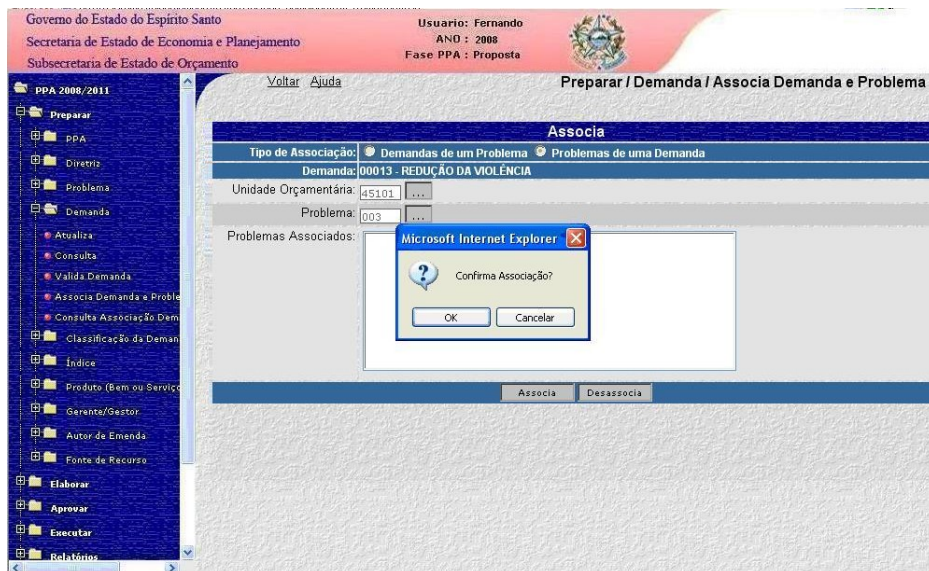 Governo do Estado do Espírito Santo
Secretaria de Estado de Economia e Planejamento
Subsecretaria de Estado de Orçamento
Usuario: Fernando
ANO : 2008
Fase PPA : Proposta
Voltar Ajuda
Preparar / Demanda / Associa Demanda e Problema
PPA 2008/2011
Preparar
PPA
Diretriz
Problema
Demanda
Atualiza
Consulta
Valida Demanda
Associa Demanda e Proble
Consulta Associação Dem
Classificação da Deman
Índice
Produto (Bem ou Serviço
Gerente/Gestor
Autor de Emenda
Fonte de Recurso
Elaborar
Aprovar
Executar
Relatórios
Associa
Tipo de Associação: Demandas de um Problema Problemas de uma Demanda
Demanda: 00013 - REDUÇÃO DA VIOLÊNCIA
Unidade Orçamentária: 45101 ...
Problema: 003 ...
Problemas Associados:
Microsoft Internet Explorer
Confirma Associação?
OK Cancelar
Associa Desassocia